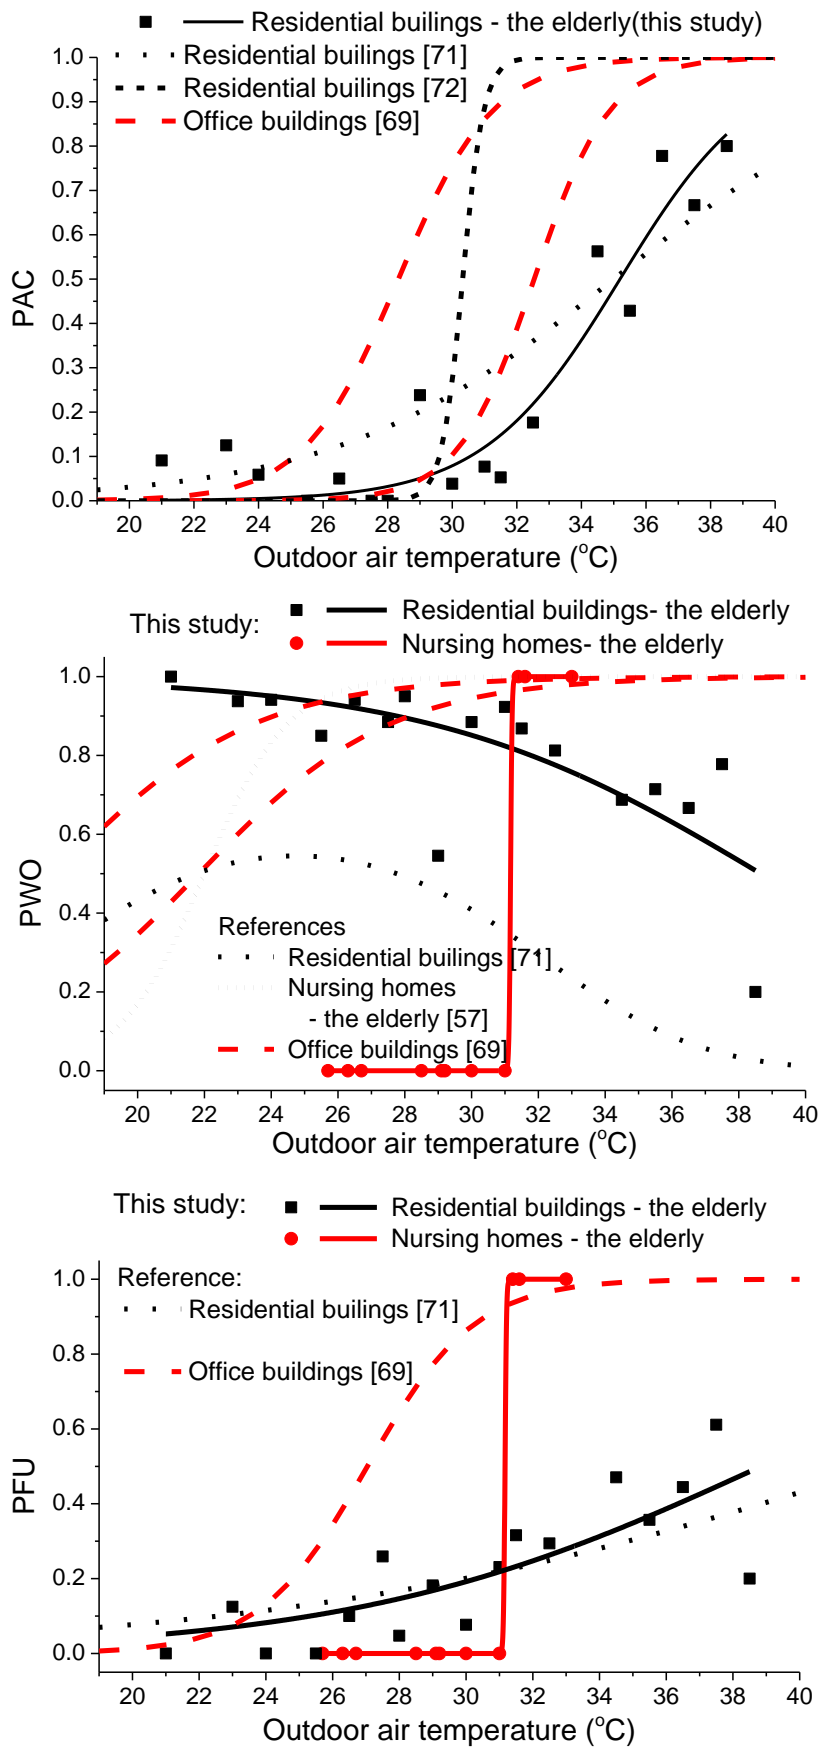 Residential builings - the elderly(this study)
Residential builings [71]
Residential builings [72]
Office buildings [69]
1.0
0.9
0.8
0.7
0.6
0.5
0.4
0.3
0.2
0.1
0.0
PAC
20 22 24 26 28 30 32 34 36 38 40
Outdoor air temperature (°C)
This study:
Residential buildings- the elderly
Nursing homes- the elderly
1.0
0.8
0.6
0.4
0.2
0.0
PWO
References
Residential builings [71]
Nursing homes
- the elderly [57]
Office buildings [69]
20 22 24 26 28 30 32 34 36 38 40
Outdoor air temperature (°C)
This study:
Residential buildings - the elderly
Nursing homes - the elderly
Reference:
Residential builings [71]
Office buildings [69]
1.0
0.8
0.6
0.4
0.2
0.0
PFU
20 22 24 26 28 30 32 34 36 38 40
Outdoor air temperature (°C)